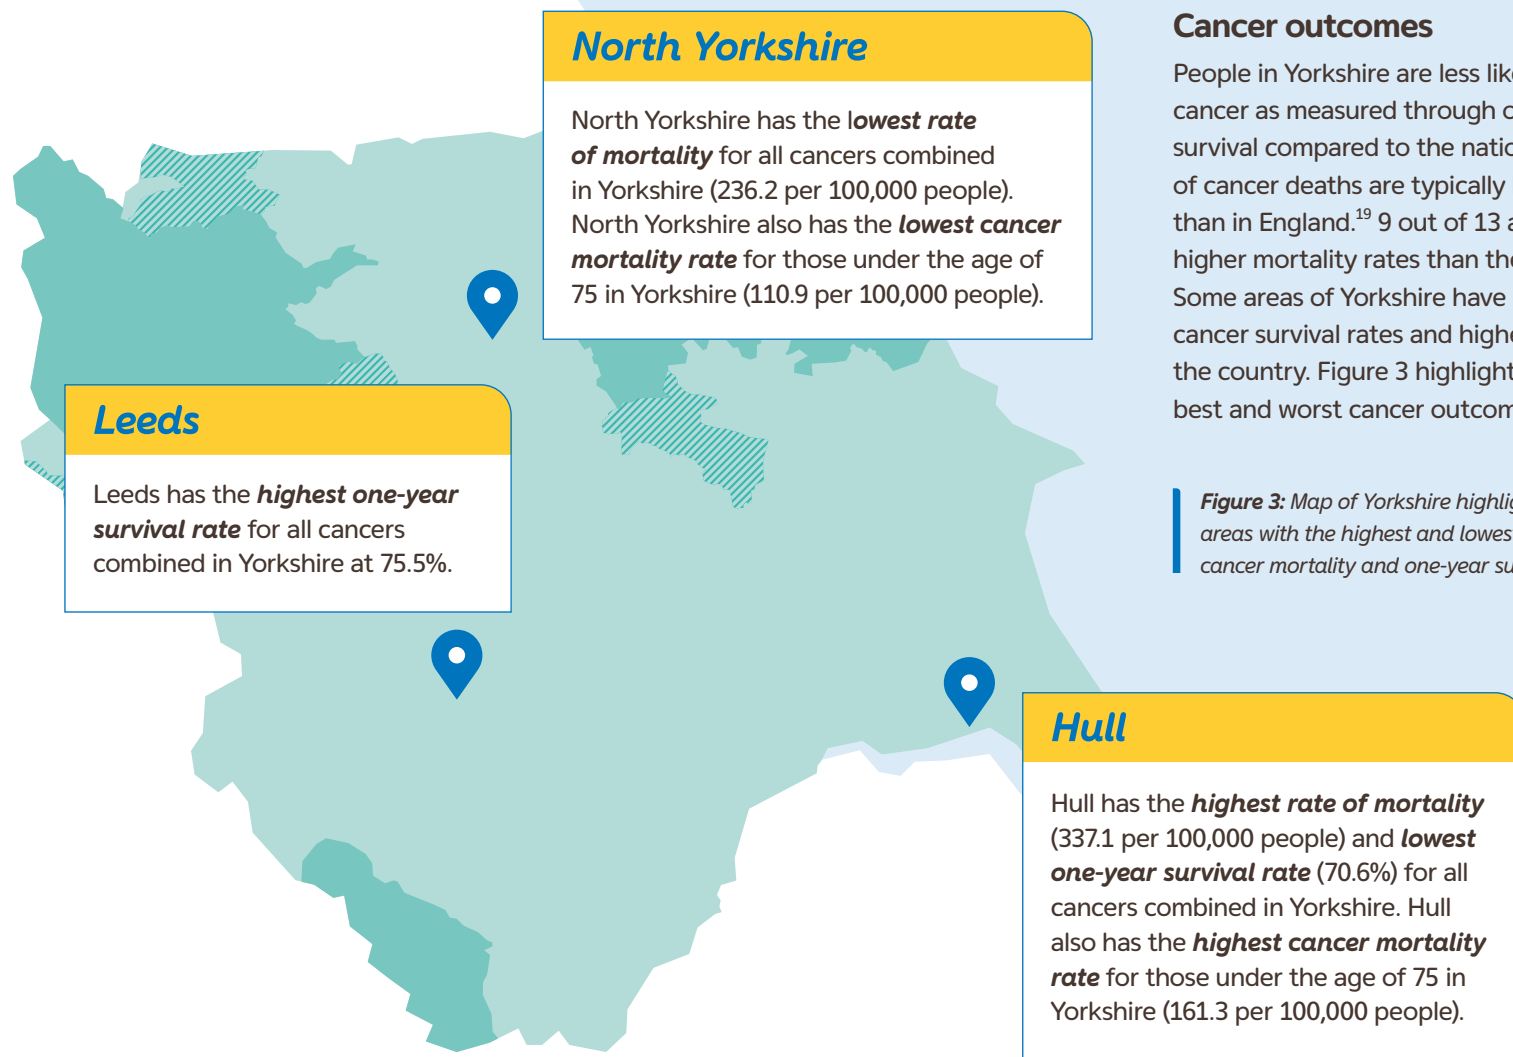 North Yorkshire
North Yorkshire has the lowest rate
of mortality for all cancers combined
in Yorkshire (236.2 per 100,000 people).
North Yorkshire also has the lowest cancer
mortality rate for those under the age of
75 in Yorkshire (110.9 per 100,000 people).
Leeds
Leeds has the highest one-year
survival rate for all cancers
combined in Yorkshire at 75.5%.
Cancer outcomes
People in Yorkshire are less
cancer as measured through
survival compared to the
of cancer deaths are typically
than in England.19 9 out of 13
higher mortality rates than
Some areas of Yorkshire have
cancer survival rates and
the country. Figure 3
best and worst cancer
Figure 3: Map of Yorkshire
areas with the highest and
cancer mortality and one-year
Hull
Hull has the highest rate of mortality
(337.1 per 100,000 people) and lowest
one-year survival rate (70.6%) for all
cancers combined in Yorkshire. Hull
also has the highest cancer mortality
rate for those under the age of 75 in
Yorkshire (161.3 per 100,000 people).